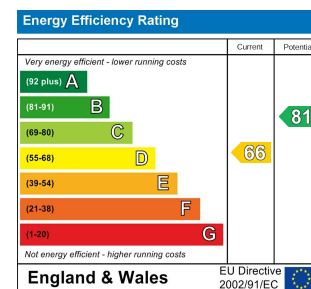 Energy Efficiency Rating
Current Potentia
Very energy efficient - lower running costs
(92 plus) A
(81-91) B
(69-80) C
(55-68) D
(39-54) E
(21-38) F
(1-20) G
66
81
Not energy efficient - higher running costs
England & Wales
EU Directive
2002/91/EC